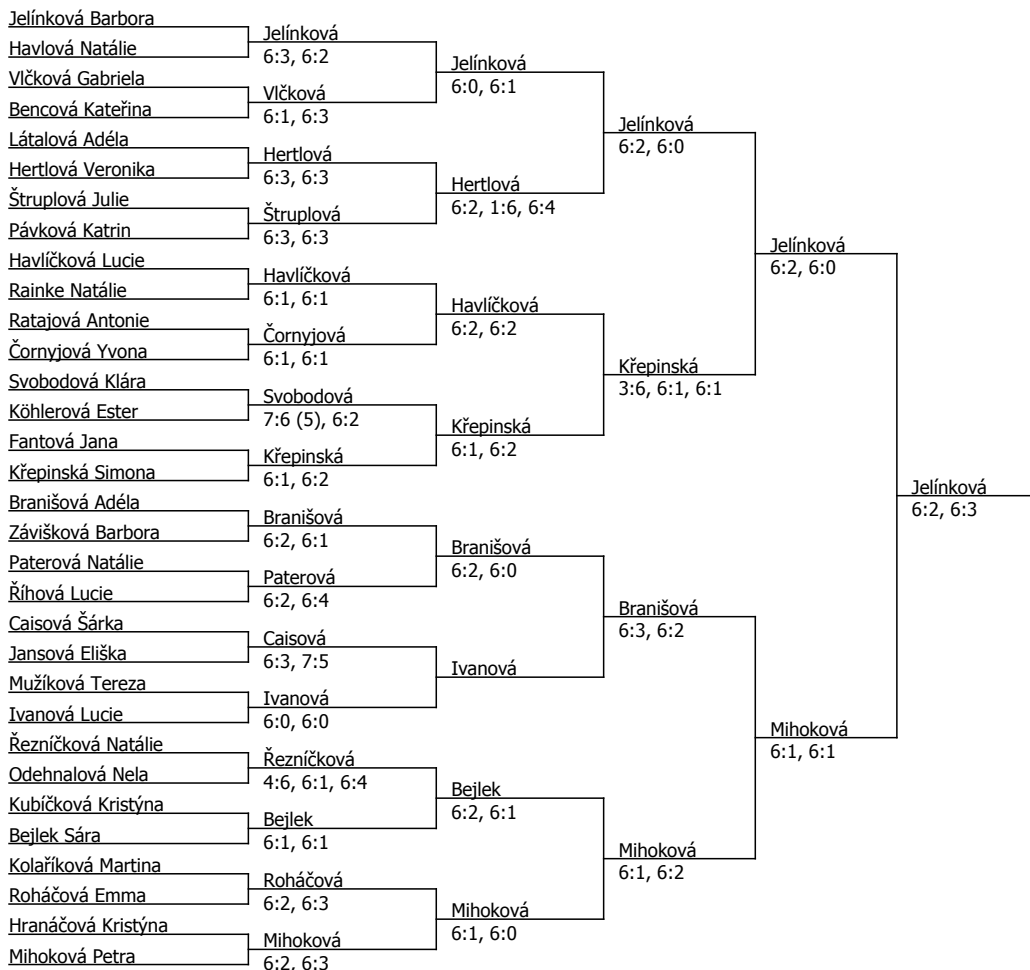 Jelínková Barbora
Havlová Natálie
Vlčková Gabriela
Bencová Kateřina
Látalová Adéla
Hertlová Veronika
Štruplová Julie
Pávková Katrin
Havlíčková Lucie
Rainke Natálie
Ratajová Antonie
Čornyjová Yvona
Svobodová Klára
Köhlerová Ester
Fantová Jana
Křepinská Simona
Branišová Adéla
Závišková Barbora
Paterová Natálie
Říhová Lucie
Caisová Šárka
Jansová Eliška
Mužíková Tereza
Ivanová Lucie
Řezníčková Natálie
Odehnalová Nela
Kubíčková Kristýna
Bejlek Sára
Kolaříková Martina
Roháčová Emma
Hranáčová Kristýna
Mihoková Petra
Jelínková
6:3, 6:2
Vlčková
6:1, 6:3
Hertlová
6:3, 6:3
Štruplová
6:3, 6:3
Havlíčková
6:1, 6:1
Čornyjová
6:1, 6:1
Svobodová
7:6 (5), 6:2
Křepinská
6:1, 6:2
Branišová
6:2, 6:1
Paterová
6:2, 6:4
Caisová
6:3, 7:5
Ivanová
6:0, 6:0
Řezníčková
4:6, 6:1, 6:4
Bejlek
6:1, 6:1
Roháčová
6:2, 6:3
Mihoková
6:2, 6:3
Jelínková
6:0, 6:1
Hertlová
6:2, 1:6, 6:4
Havlíčková
6:2, 6:2
Křepinská
6:1, 6:2
Branišová
6:2, 6:0
Ivanová
Bejlek
6:2, 6:1
Mihoková
6:1, 6:0
Jelínková
6:2, 6:0
Křepinská
3:6, 6:1, 6:1
Branišová
6:3, 6:2
Mihoková
6:1, 6:2
Jelínková
6:2, 6:0
Mihoková
6:1, 6:1
Jelínková
6:2, 6:3